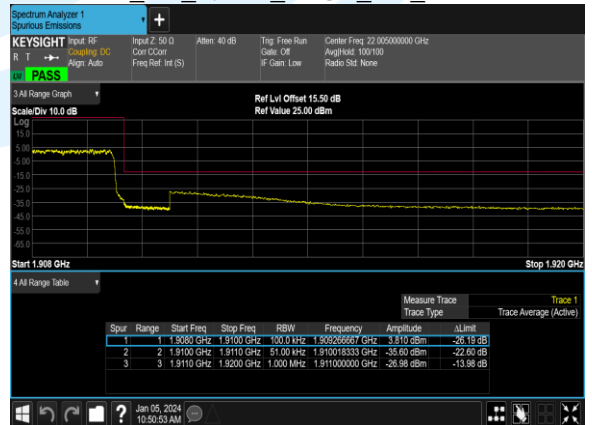 Spectrum Analyzer 1
Spurious Emissions
KEYSIGHT Input: RF Input Z: 50 Ω Atten: 40 dB Trig: Free Run Center Freq: 22.005000000 GHz
Coupling: DC Corr CCorr Gate: Off Avg|Hold: 100/100
R T Align: Auto Freq Ref: Int (S) IF Gain: Low Radio Std: None
LV PASS
3 All Range Graph
Ref Lvl Offset 15.50 dB
Scale/Div 10.0 dB Ref Value 25.00 dBm
Log
15.0
5.00
-5.00
-15.0
-25.0
-35.0
-45.0
-55.0
-65.0
Start 1.908 GHz Stop 1.920 GHz
4 All Range Table
Measure Trace Trace 1
Trace Type Trace Average (Active)
Spur Range Start Freq Stop Freq RBW Frequency Amplitude ΔLimit
1 1 1.9080 GHz 1.9100 GHz 100.0 kHz 1.909266667 GHz 3.810 dBm -26.19 dB
2 2 1.9100 GHz 1.9110 GHz 51.00 kHz 1.910018333 GHz -35.60 dBm -22.60 dB
3 3 1.9110 GHz 1.9200 GHz 1.000 MHz 1.911000000 GHz -26.98 dBm -13.98 dB
Jan 05, 2024
10:50:53 AM